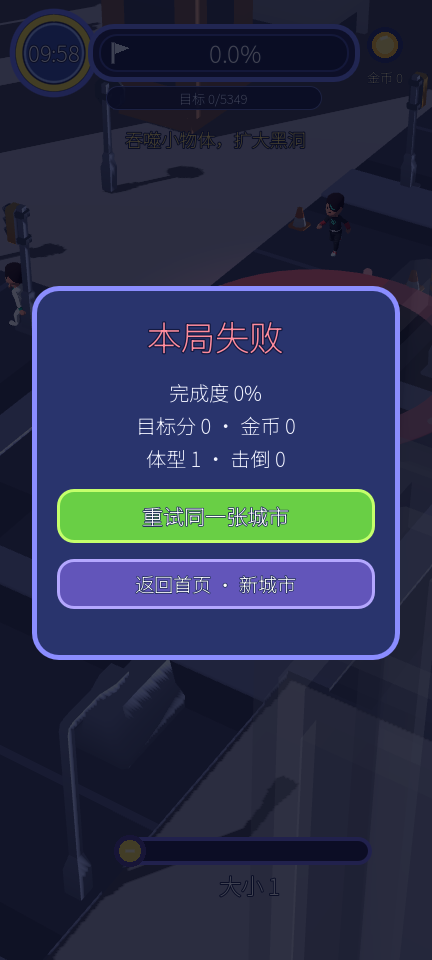 09:58
0.0%
目标 0/5349
金币 0
吞噬小物体，扩大黑洞
本局失败
完成度 0%
目标分 0 · 金币 0
体型 1 · 击倒 0
重试同一张城市
返回首页 · 新城市
大小 1